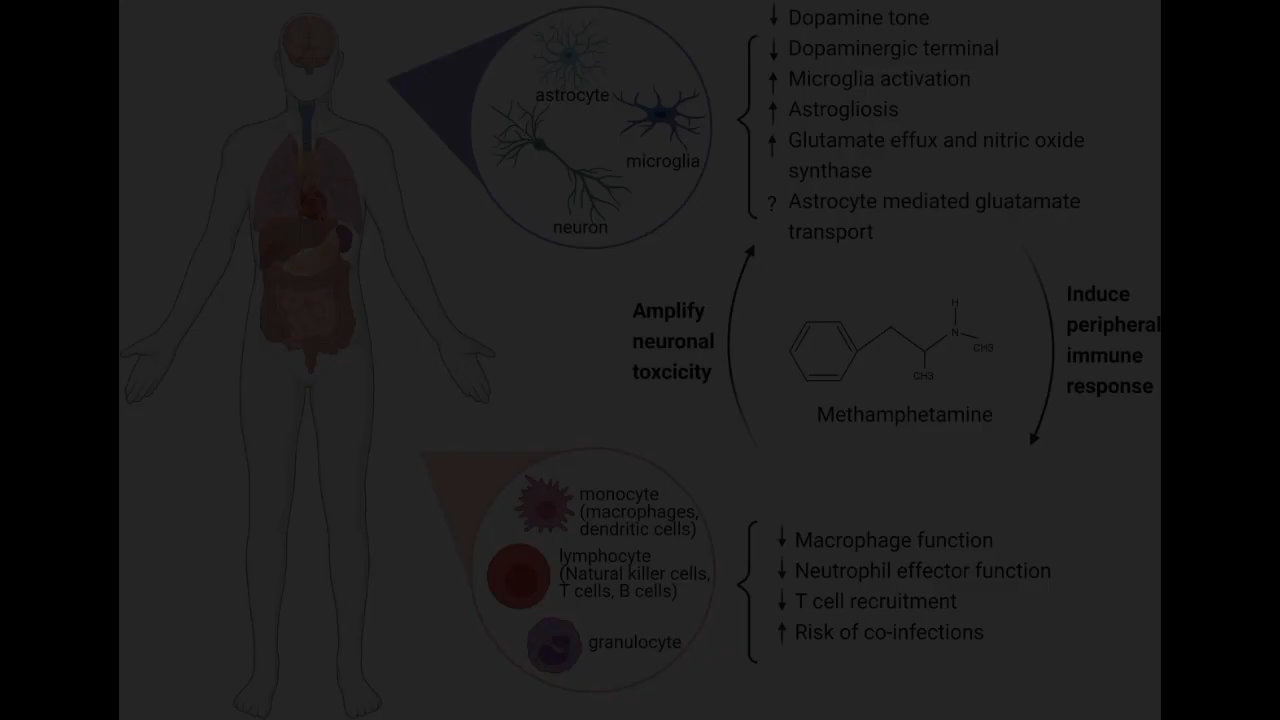 ↓ Dopamine tone
↓ Dopaminergic terminal
↑ Microglia activation
↑ Astrogliosis
↑ Glutamate effux and nitric oxide
synthase
? Astrocyte mediated gluatamate
transport
astrocyte
microglia
neuron
Amplify
neuronal
toxcicity
H
N
CH3
CH3
Methamphetamine
Induce
peripheral
immune
response
monocyte
(macrophages,
dendritic cells)
lymphocyte
(Natural killer cells,
T cells, B cells)
granulocyte
↓ Macrophage function
↓ Neutrophil effector function
↓ T cell recruitment
↑ Risk of co-infections